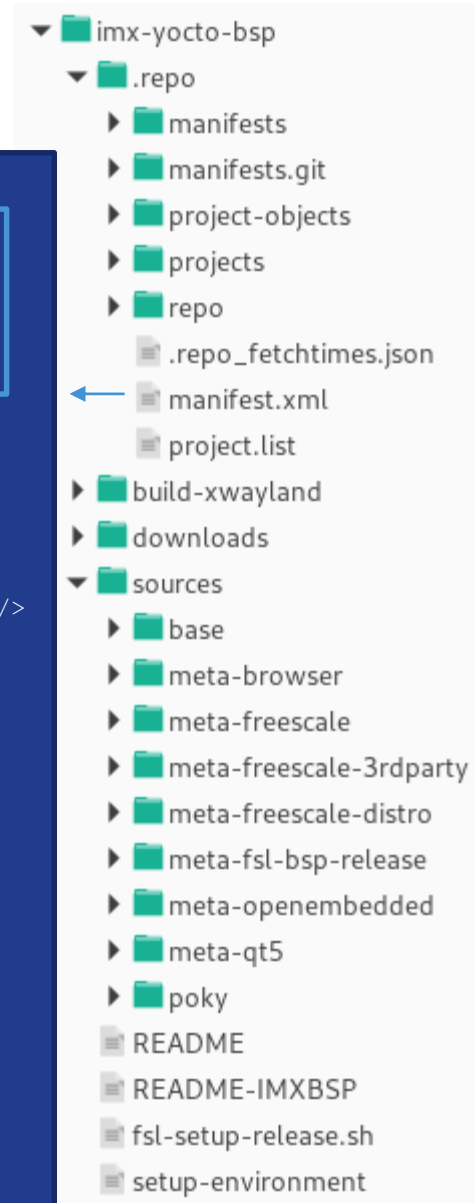 imx-yocto-bsp
.repo
manifests
manifests.git
project-objects
projects
repo
.repo_fetchtimes.json
manifest.xml
project.list
build-xwayland
downloads
sources
/>
base
meta-browser
meta-freescale
meta-freescale-3rdparty
meta-freescale-distro
meta-fsl-bsp-release
meta-openembedded
meta-qt5
poky
README
README-IMXBSP
fsl-setup-release.sh
setup-environment